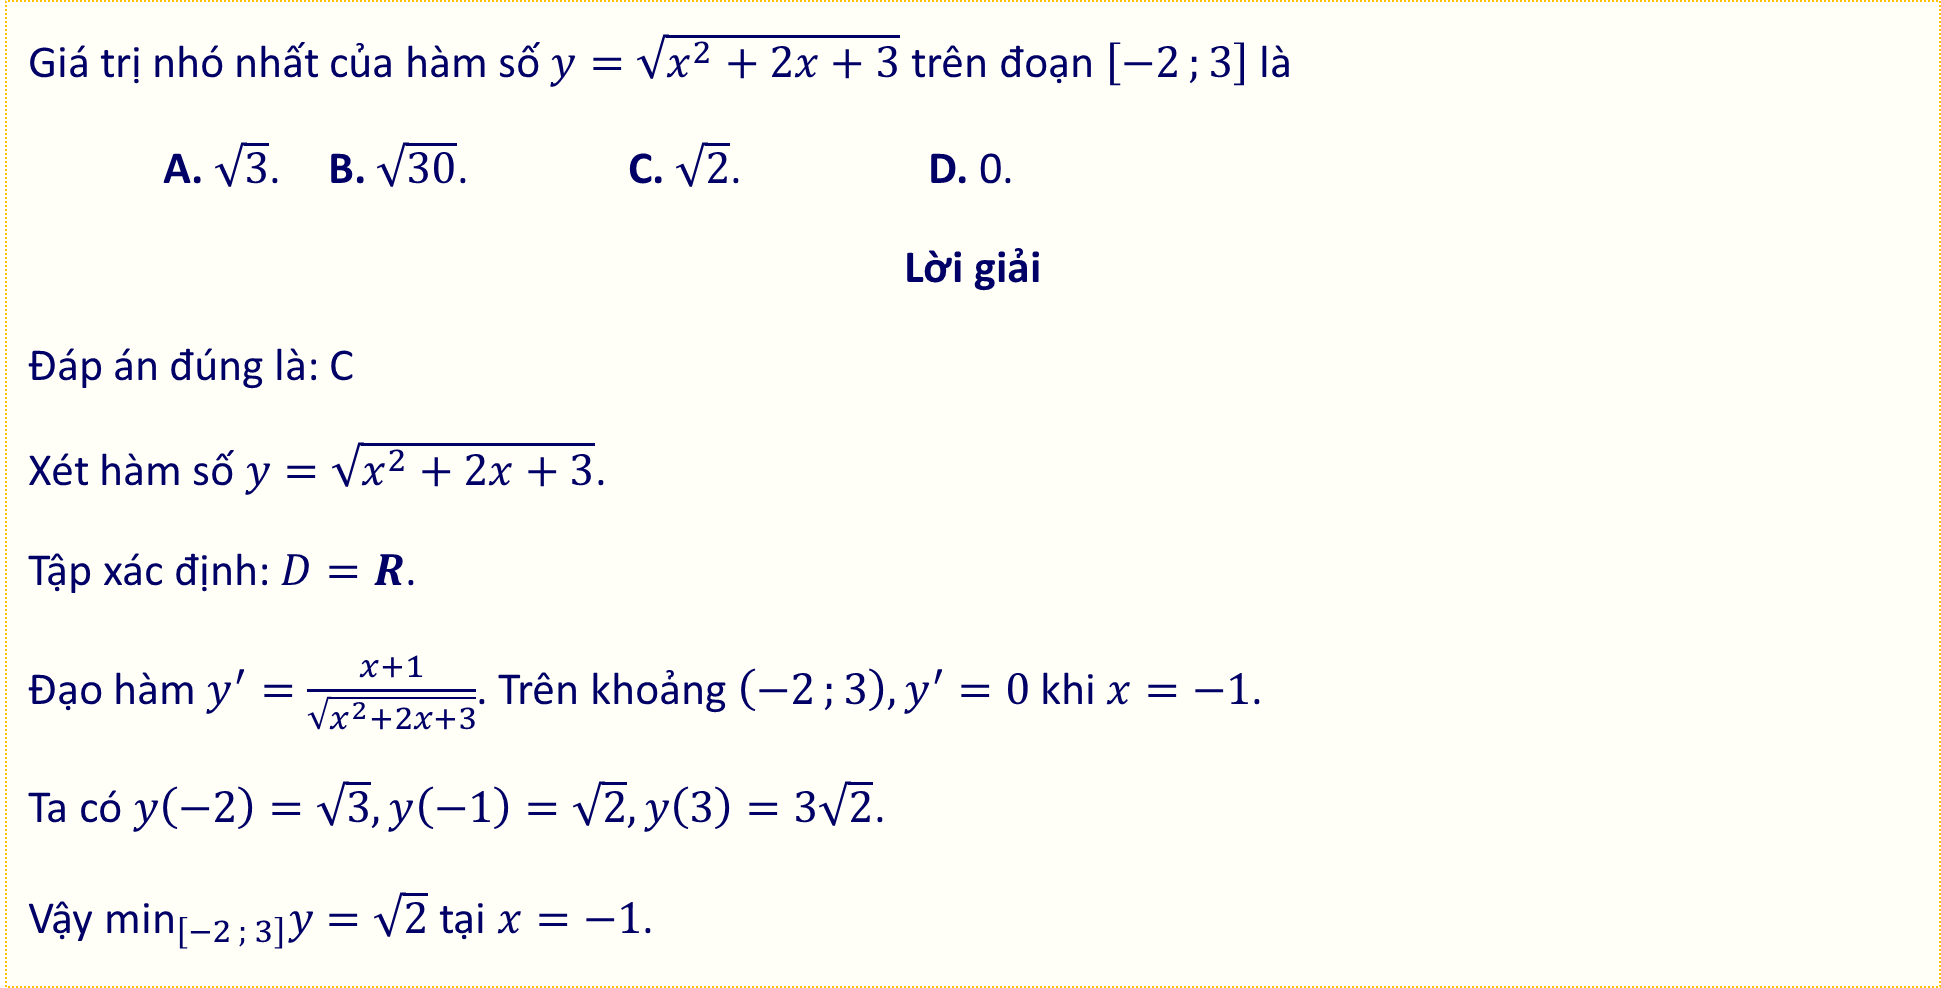 Giá trị nhó nhất của hàm số y = √(x² + 2x + 3) trên đoạn [−2 ; 3] là
A. √3. B. √30. C. √2. D. 0.
Lời giải
Đáp án đúng là: C
Xét hàm số y = √(x² + 2x + 3).
Tập xác định: D = R.
Đạo hàm y′ = (x+1)/√(x²+2x+3). Trên khoảng (−2 ; 3), y′ = 0 khi x = −1.
Ta có y(−2) = √3, y(−1) = √2, y(3) = 3√2.
Vậy min_[−2 ; 3] y = √2 tại x = −1.